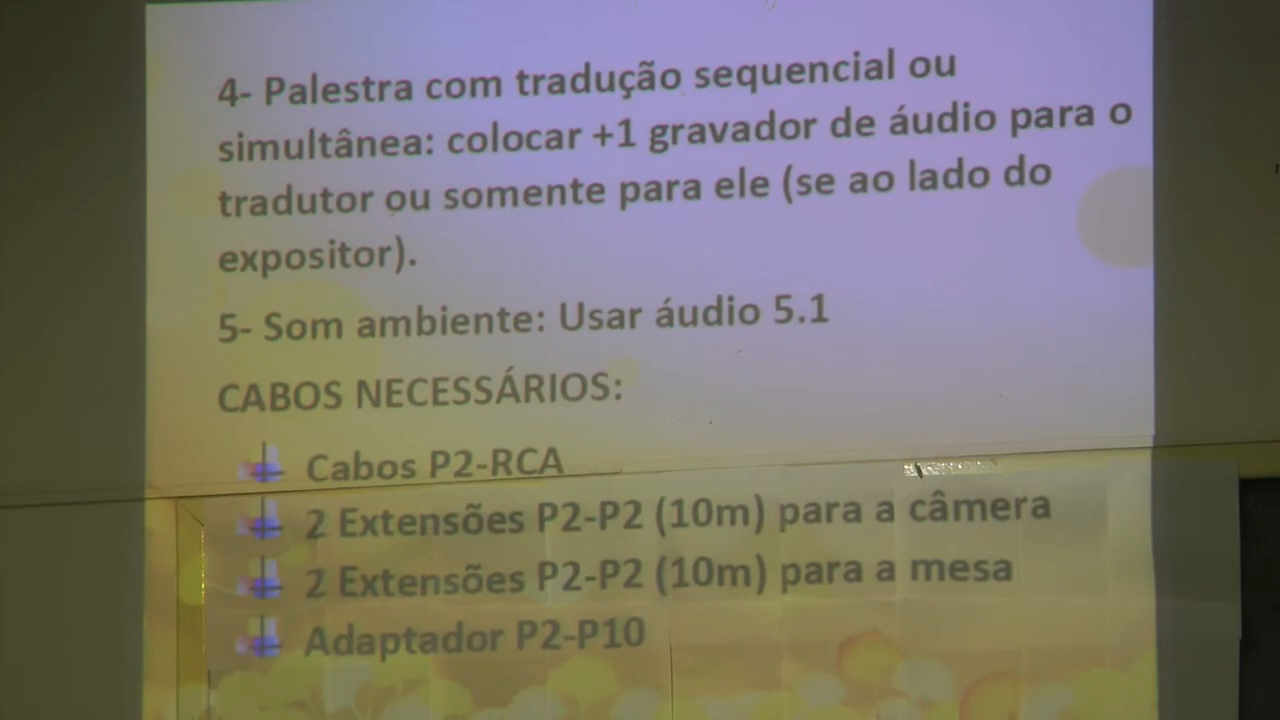 4- Palestra com tradução sequencial ou
simultânea: colocar +1 gravador de áudio para o
tradutor ou somente para ele (se ao lado do
expositor).
5- Som ambiente: Usar áudio 5.1
CABOS NECESSÁRIOS:
Cabos P2-RCA
2 Extensões P2-P2 (10m) para a câmera
2 Extensões P2-P2 (10m) para a mesa
Adaptador P2-P10